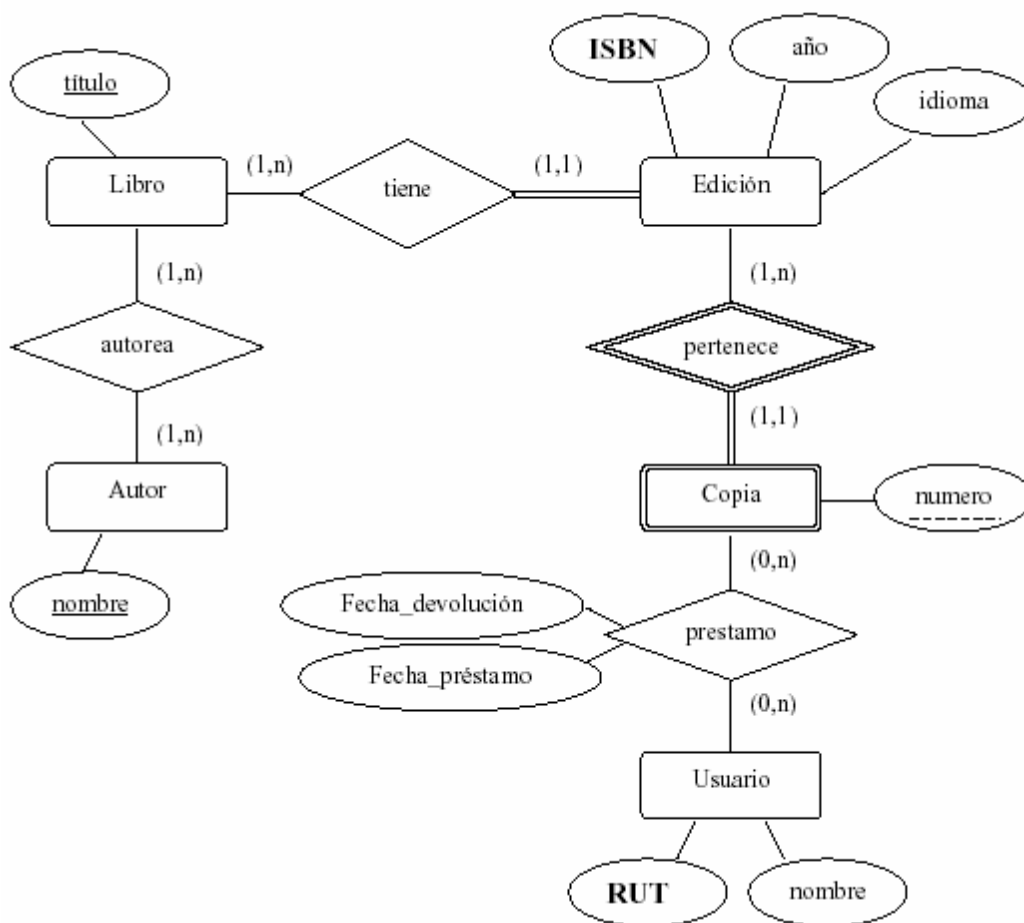 ISBN
año
título
idioma
Libro
(1,n)
tiene
(1,1)
Edición
(1,n)
(1,n)
autorea
pertenece
(1,n)
(1,1)
Autor
Copia
numero
(0,n)
nombre
Fecha_devolución
prestamo
Fecha_préstamo
(0,n)
Usuario
RUT
nombre